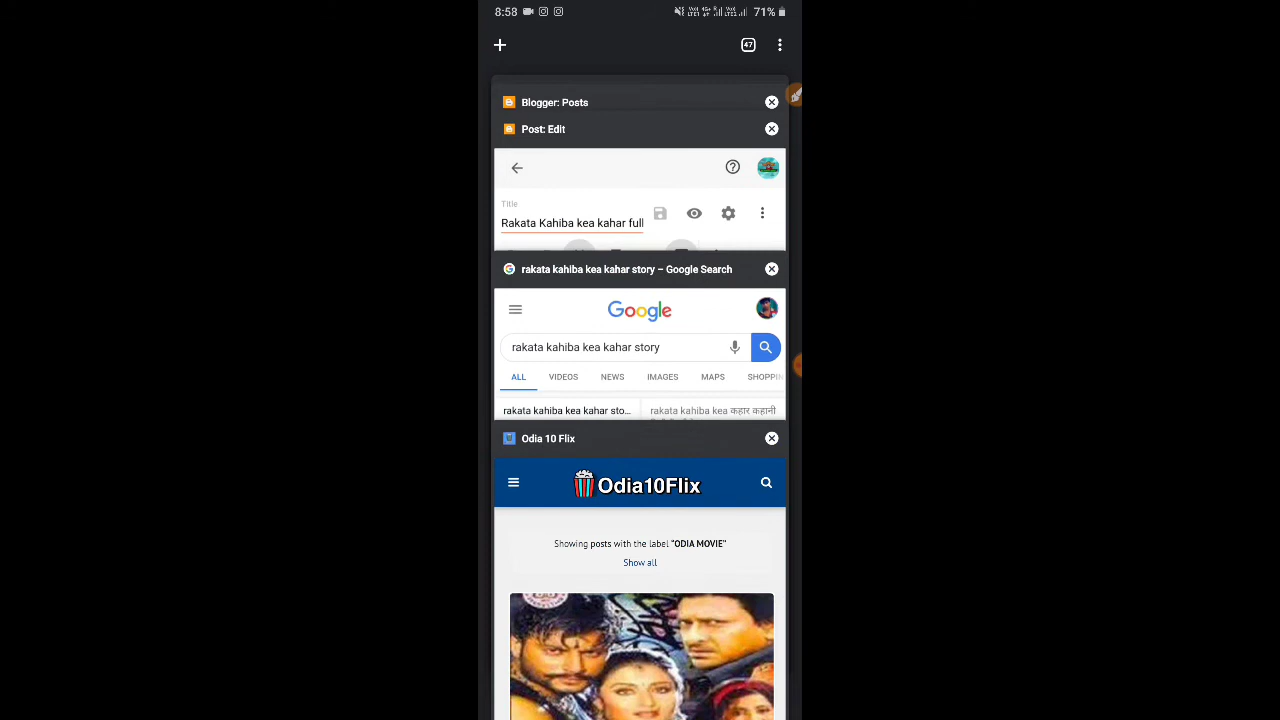 8:58
71%
47
Blogger: Posts
Post: Edit
Title
Rakata Kahiba kea kahar full
rakata kahiba kea kahar story – Google Search
Google
rakata kahiba kea kahar story
ALL VIDEOS NEWS IMAGES MAPS SHOPPIN
rakata kahiba kea kahar sto... rakata kahiba kea कहार कहानी
Odia 10 Flix
Odia10Flix
Showing posts with the label "ODIA MOVIE"
Show all